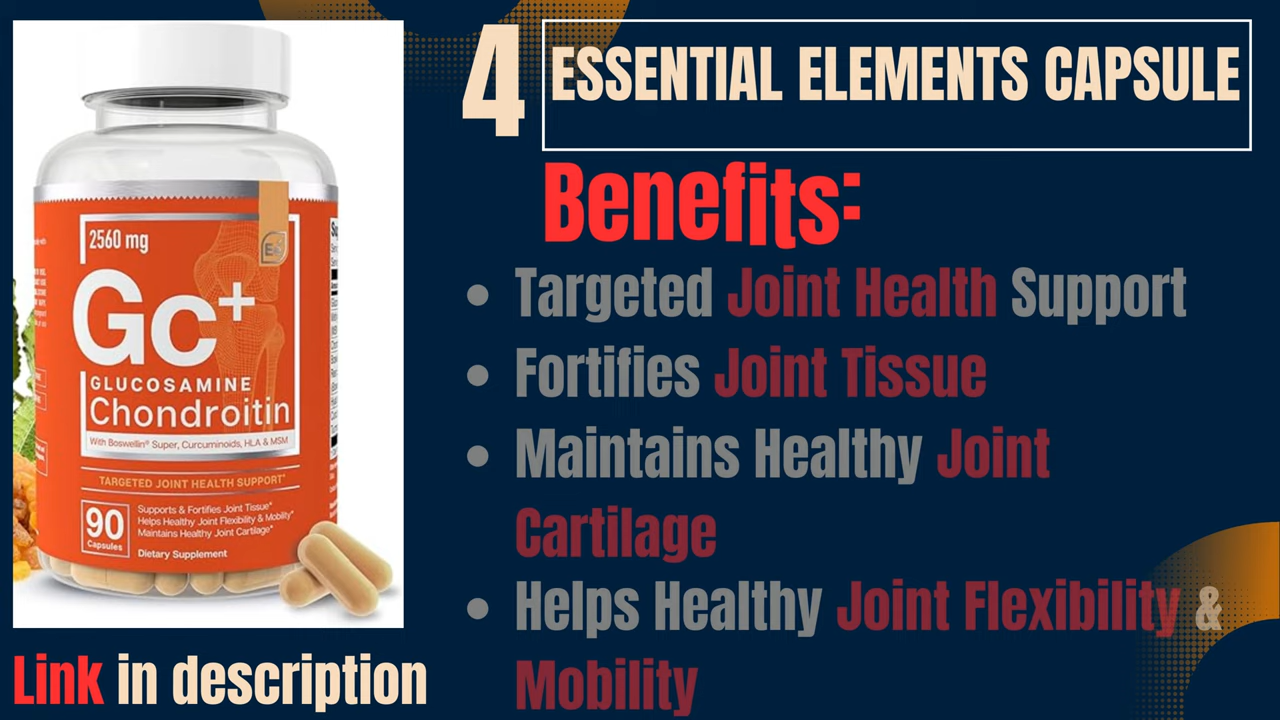 4
ESSENTIAL ELEMENTS CAPSULE
Benefits:
• Targeted Joint Health Support
• Fortifies Joint Tissue
• Maintains Healthy Joint
Cartilage
• Helps Healthy Joint Flexibility &
Mobility
2560 mg
Gc+
GLUCOSAMINE
Chondroitin
With Boswellin® Super, Curcuminoids, HLA & MSM
TARGETED JOINT HEALTH SUPPORT*
90
Capsules
Supports & Fortifies Joint Tissue*
Helps Healthy Joint Flexibility & Mobility*
Maintains Healthy Joint Cartilage*
Dietary Supplement
Link in description